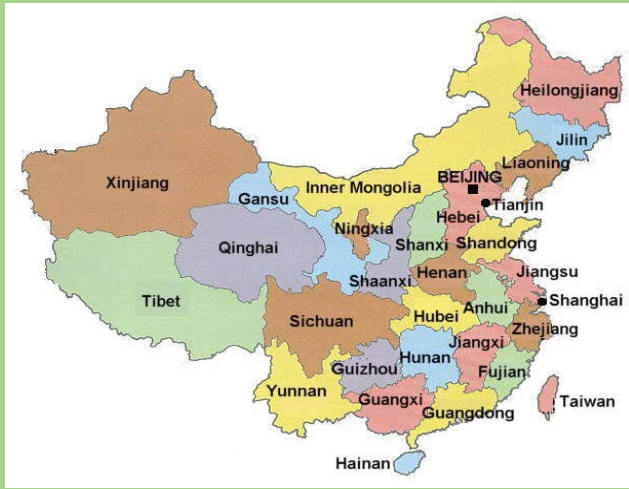 Heilongjiang
Jilin
Liaoning
BEIJING
Inner Mongolia
Xinjiang
Gansu
Tianjin
Hebei
Ningxia
Shanxi
Shandong
Qinghai
Shaanxi
Henan
Jiangsu
Tibet
Shanghai
Anhui
Hubei
Sichuan
Zhejiang
Jiangxi
Hunan
Guizhou
Fujian
Yunnan
Guangxi
Taiwan
Guangdong
Hainan